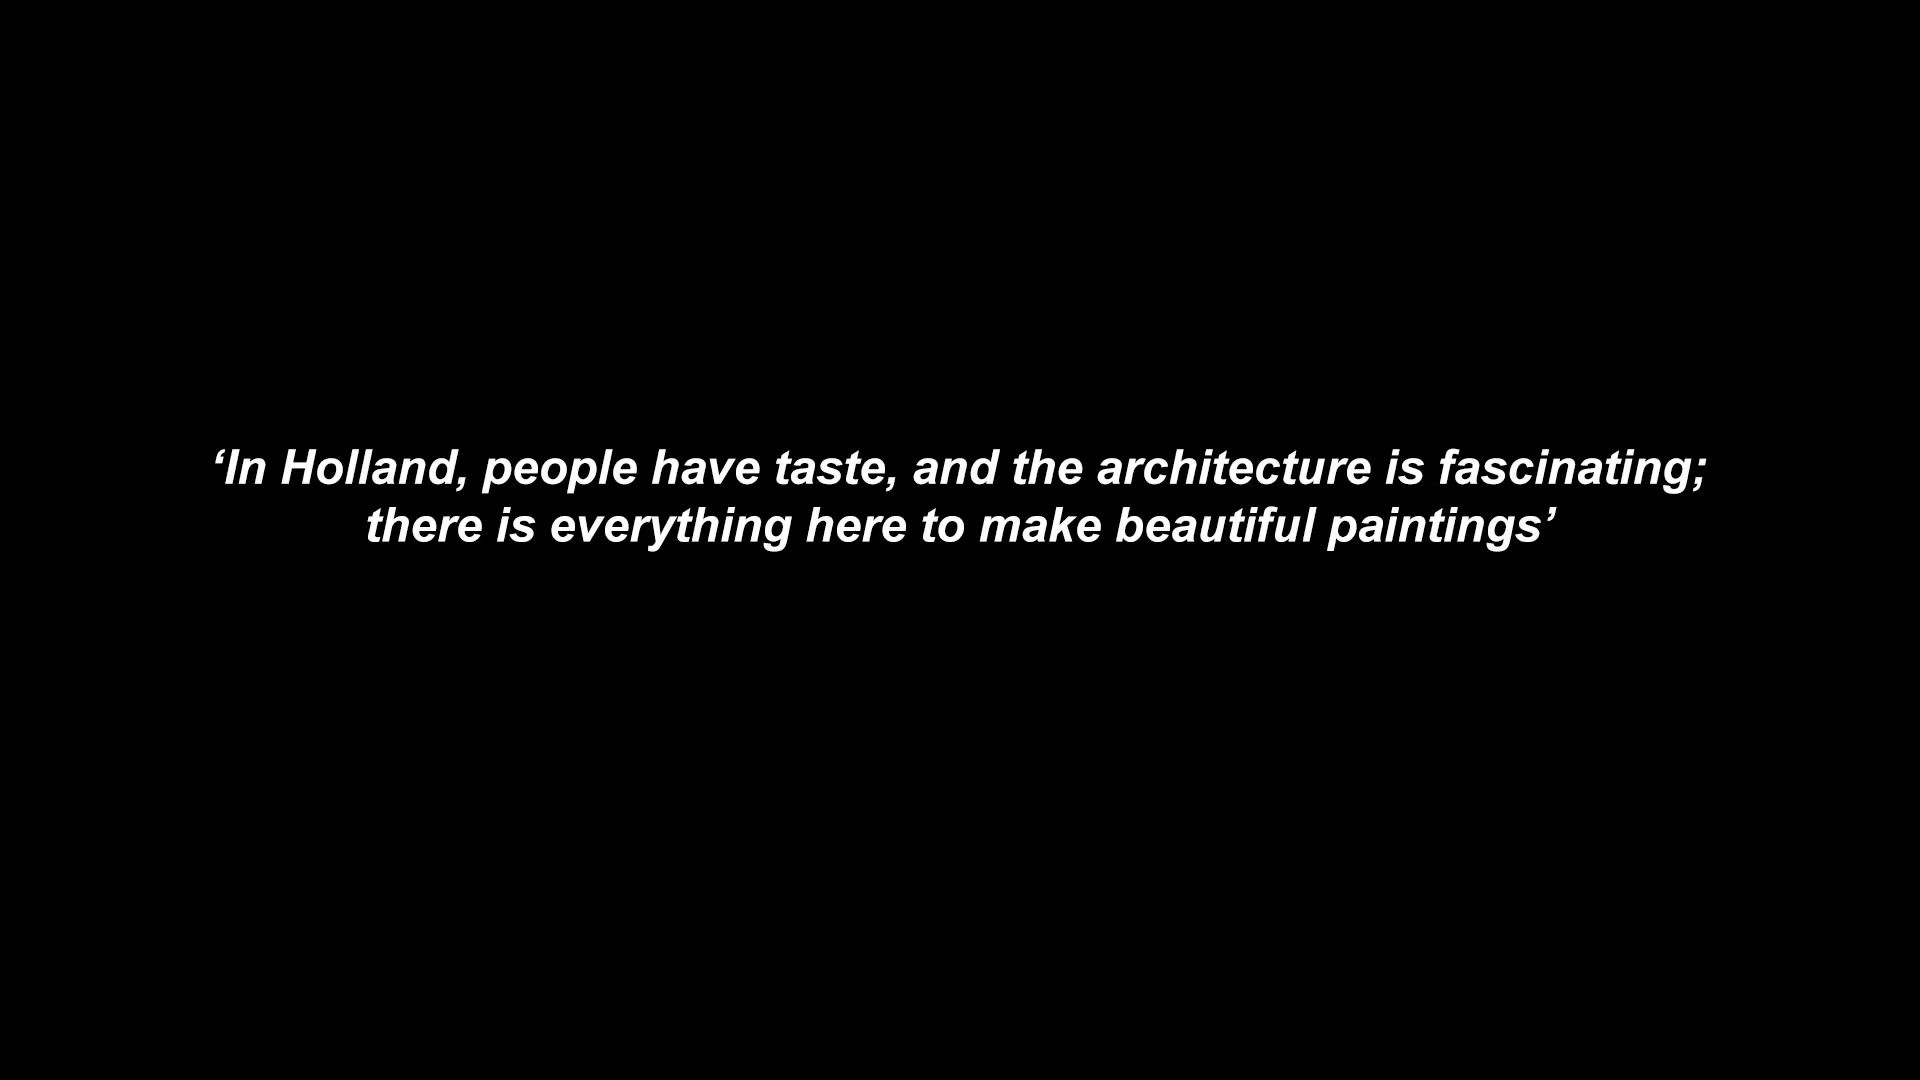 ‘In Holland, people have taste, and the architecture is fascinating;
there is everything here to make beautiful paintings’